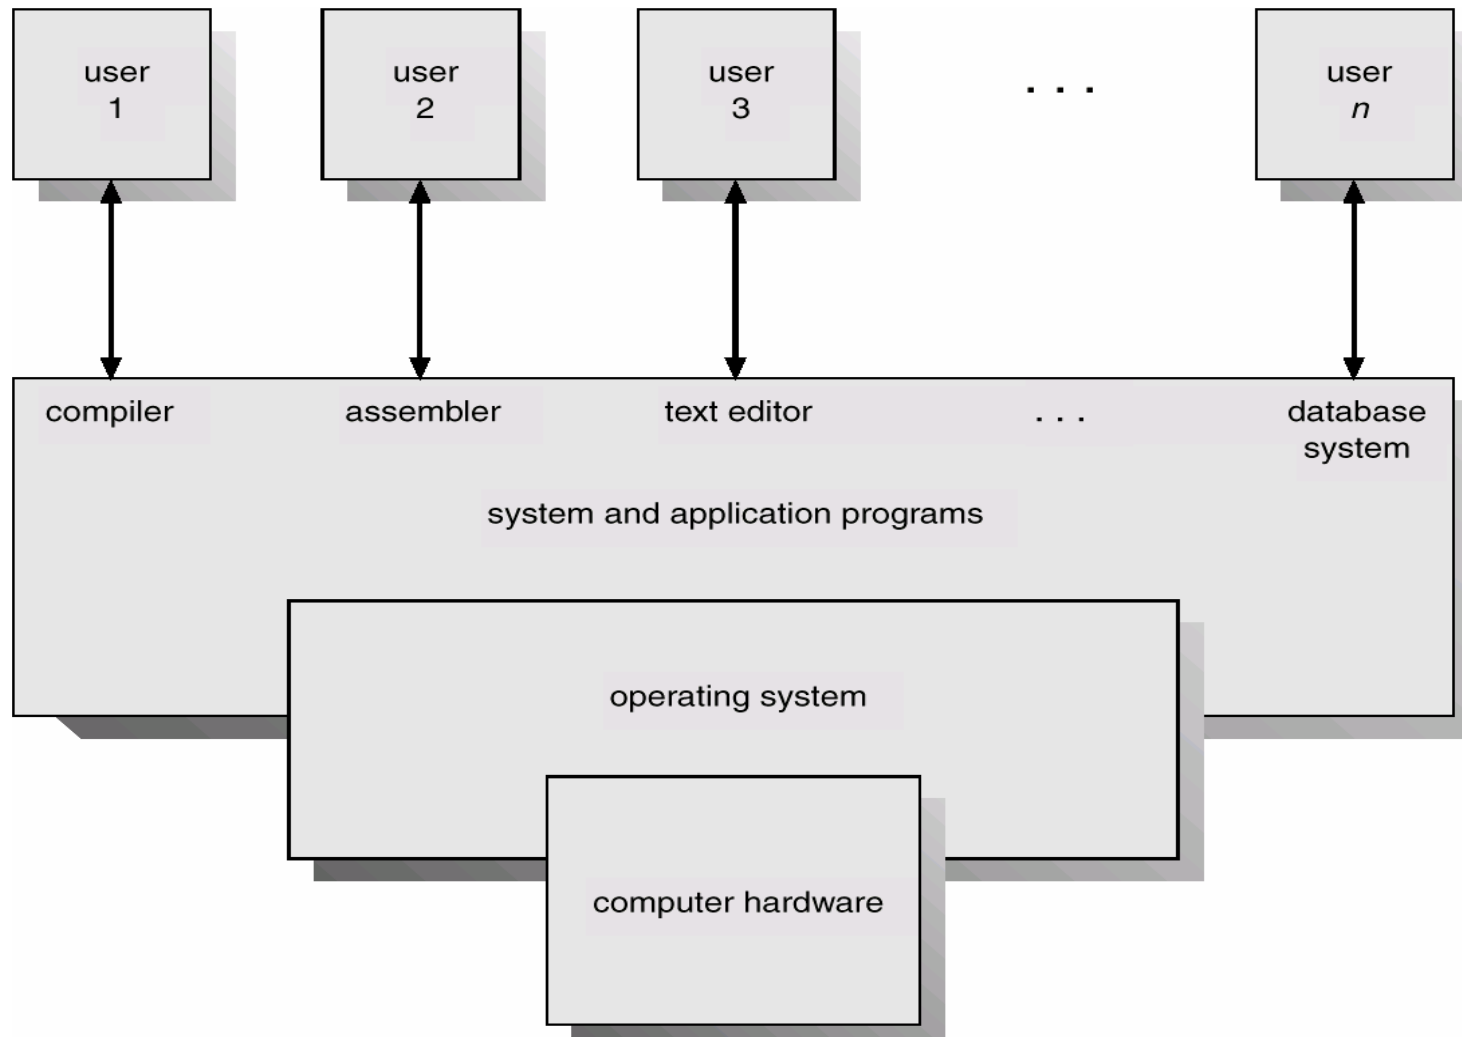 user
1
user
2
user
3
. . .
user
n
compiler
assembler
text editor
. . .
database
system
system and application programs
operating system
computer hardware